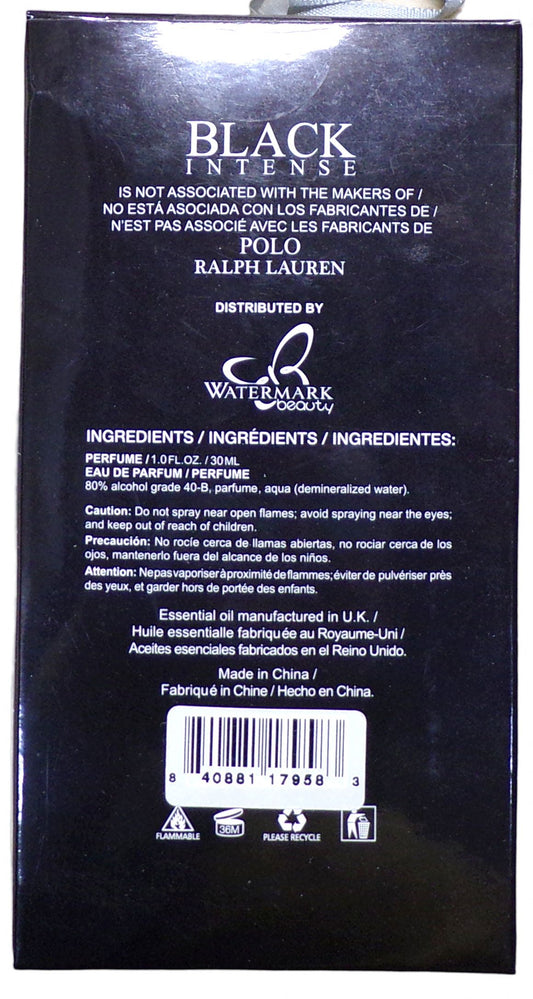 BLACK
INTENSE
IS NOT ASSOCIATED WITH THE MAKERS OF /
NO ESTÁ ASOCIADA CON LOS FABRICANTES DE /
N'EST PAS ASSOCIÉ AVEC LES FABRICANTS DE
POLO
RALPH LAUREN
DISTRIBUTED BY
WATERMARK
beauty
INGREDIENTS / INGRÉDIENTS / INGREDIENTES:
PERFUME / 1.0 FL.OZ. / 30ML
EAU DE PARFUM / PERFUME
80% alcohol grade 40-B, parfume, aqua (demineralized water).
Caution: Do not spray near open flames; avoid spraying near the eyes;
and keep out of reach of children.
Precaución: No rocíe cerca de llamas abiertas, no rociar cerca de los
ojos, mantenerlo fuera del alcance de los niños.
Attention: Ne pas vaporiser à proximité de flammes; éviter de pulvériser près
des yeux, et garder hors de portée des enfants.
Essential oil manufactured in U.K. /
Huile essentialle fabriquée au Royaume-Uni /
Aceites esenciales fabricados en el Reino Unido.
Made in China /
Fabriqué in Chine / Hecho en China.
8 40881 17958 3
FLAMMABLE
36M
PLEASE RECYCLE